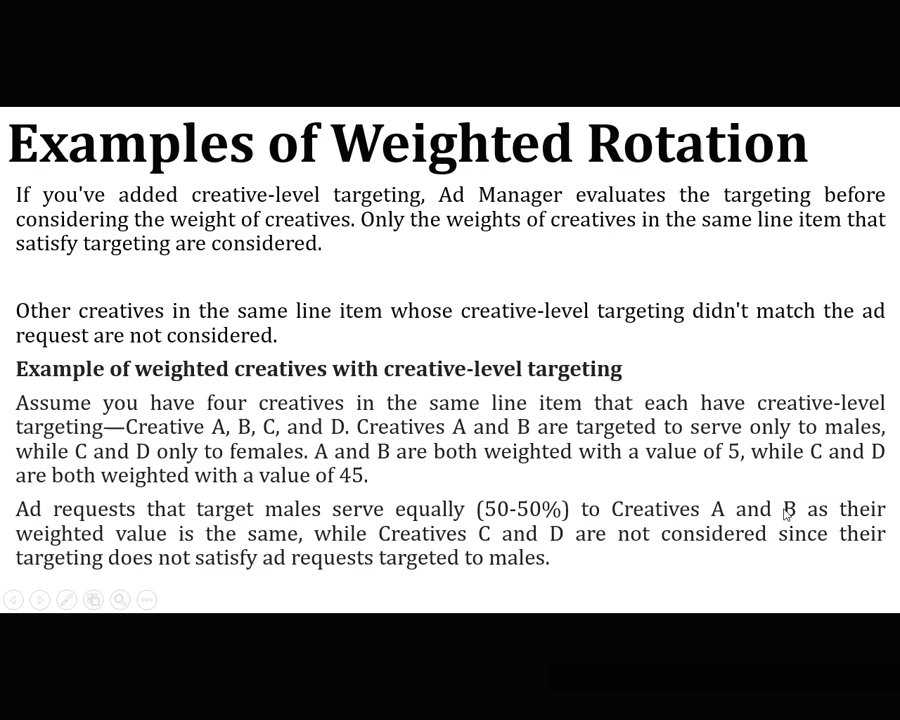 Examples of Weighted Rotation
If you've added creative-level targeting, Ad Manager evaluates the targeting before
considering the weight of creatives. Only the weights of creatives in the same line item that
satisfy targeting are considered.
Other creatives in the same line item whose creative-level targeting didn't match the ad
request are not considered.
Example of weighted creatives with creative-level targeting
Assume you have four creatives in the same line item that each have creative-level
targeting—Creative A, B, C, and D. Creatives A and B are targeted to serve only to males,
while C and D only to females. A and B are both weighted with a value of 5, while C and D
are both weighted with a value of 45.
Ad requests that target males serve equally (50-50%) to Creatives A and B as their
weighted value is the same, while Creatives C and D are not considered since their
targeting does not satisfy ad requests targeted to males.